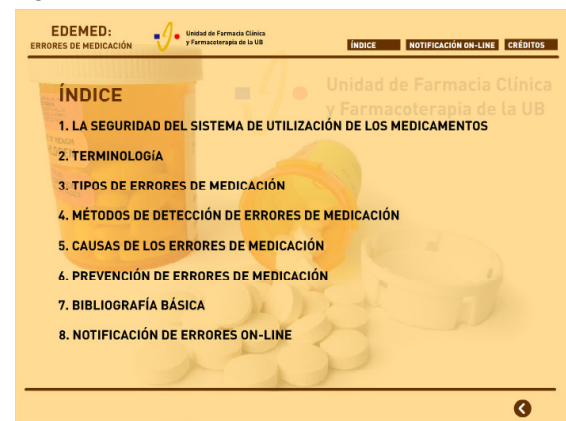 EDEMED:
ERRORES DE MEDICACIÓN
Unidad de Farmacia Clínica
y Farmacoterapia de la UB
ÍNDICE
NOTIFICACIÓN ON-LINE
CRÉDITOS
Unidad de Farmacia Clínica
y Farmacoterapia de la UB
ÍNDICE
1. LA SEGURIDAD DEL SISTEMA DE UTILIZACIÓN DE LOS MEDICAMENTOS
2. TERMINOLOGíA
3. TIPOS DE ERRORES DE MEDICACIÓN
4. MÉTODOS DE DETECCIÓN DE ERRORES DE MEDICACIÓN
5. CAUSAS DE LOS ERRORES DE MEDICACIÓN
6. PREVENCIÓN DE ERRORES DE MEDICACIÓN
7. BIBLIOGRAFÍA BÁSICA
8. NOTIFICACIÓN DE ERRORES ON-LINE